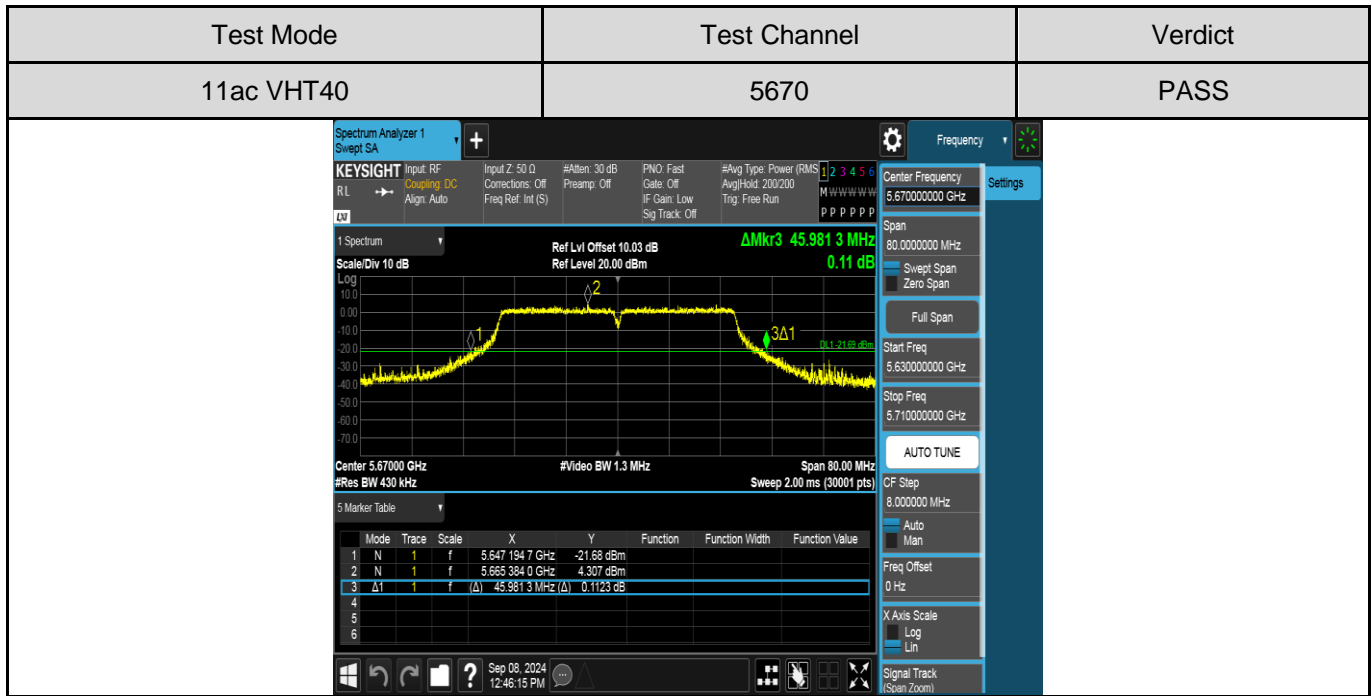 Test Mode Test Channel Verdict
11ac VHT40 5670 PASS
Spectrum Analyzer 1
Swept SA
+
Frequency
KEYSIGHT Input: RF Input Z: 50 Ω #Atten: 30 dB PNO: Fast #Avg Type: Power (RMS 1 2 3 4 5 6
RL Coupling: DC Corrections: Off Preamp: Off Gate: Off Avg|Hold: 200/200 M W W W W W
Align: Auto Freq Ref: Int (S) IF Gain: Low Trig: Free Run
LXI Sig Track: Off P P P P P P
Center Frequency
5.670000000 GHz
Settings
Span
80.0000000 MHz
Swept Span
Zero Span
Full Span
Start Freq
5.630000000 GHz
Stop Freq
5.710000000 GHz
AUTO TUNE
CF Step
8.000000 MHz
Auto
Man
Freq Offset
0 Hz
X Axis Scale
Log
Lin
Signal Track
(Span Zoom)
1 Spectrum
Ref Lvl Offset 10.03 dB ΔMkr3 45.981 3 MHz
Scale/Div 10 dB Ref Level 20.00 dBm 0.11 dB
Log
10.0
0.00
-10.0
-20.0
-30.0
-40.0
-50.0
-60.0
-70.0
1
2
3Δ1
DL1 -21.69 dBm
Center 5.67000 GHz #Video BW 1.3 MHz Span 80.00 MHz
#Res BW 430 kHz Sweep 2.00 ms (30001 pts)
5 Marker Table
Mode Trace Scale X Y Function Function Width Function Value
1 N 1 f 5.647 194 7 GHz -21.68 dBm
2 N 1 f 5.665 384 0 GHz 4.307 dBm
3 Δ1 1 f (Δ) 45.981 3 MHz (Δ) 0.1123 dB
4
5
6
? Sep 08, 2024
12:46:15 PM